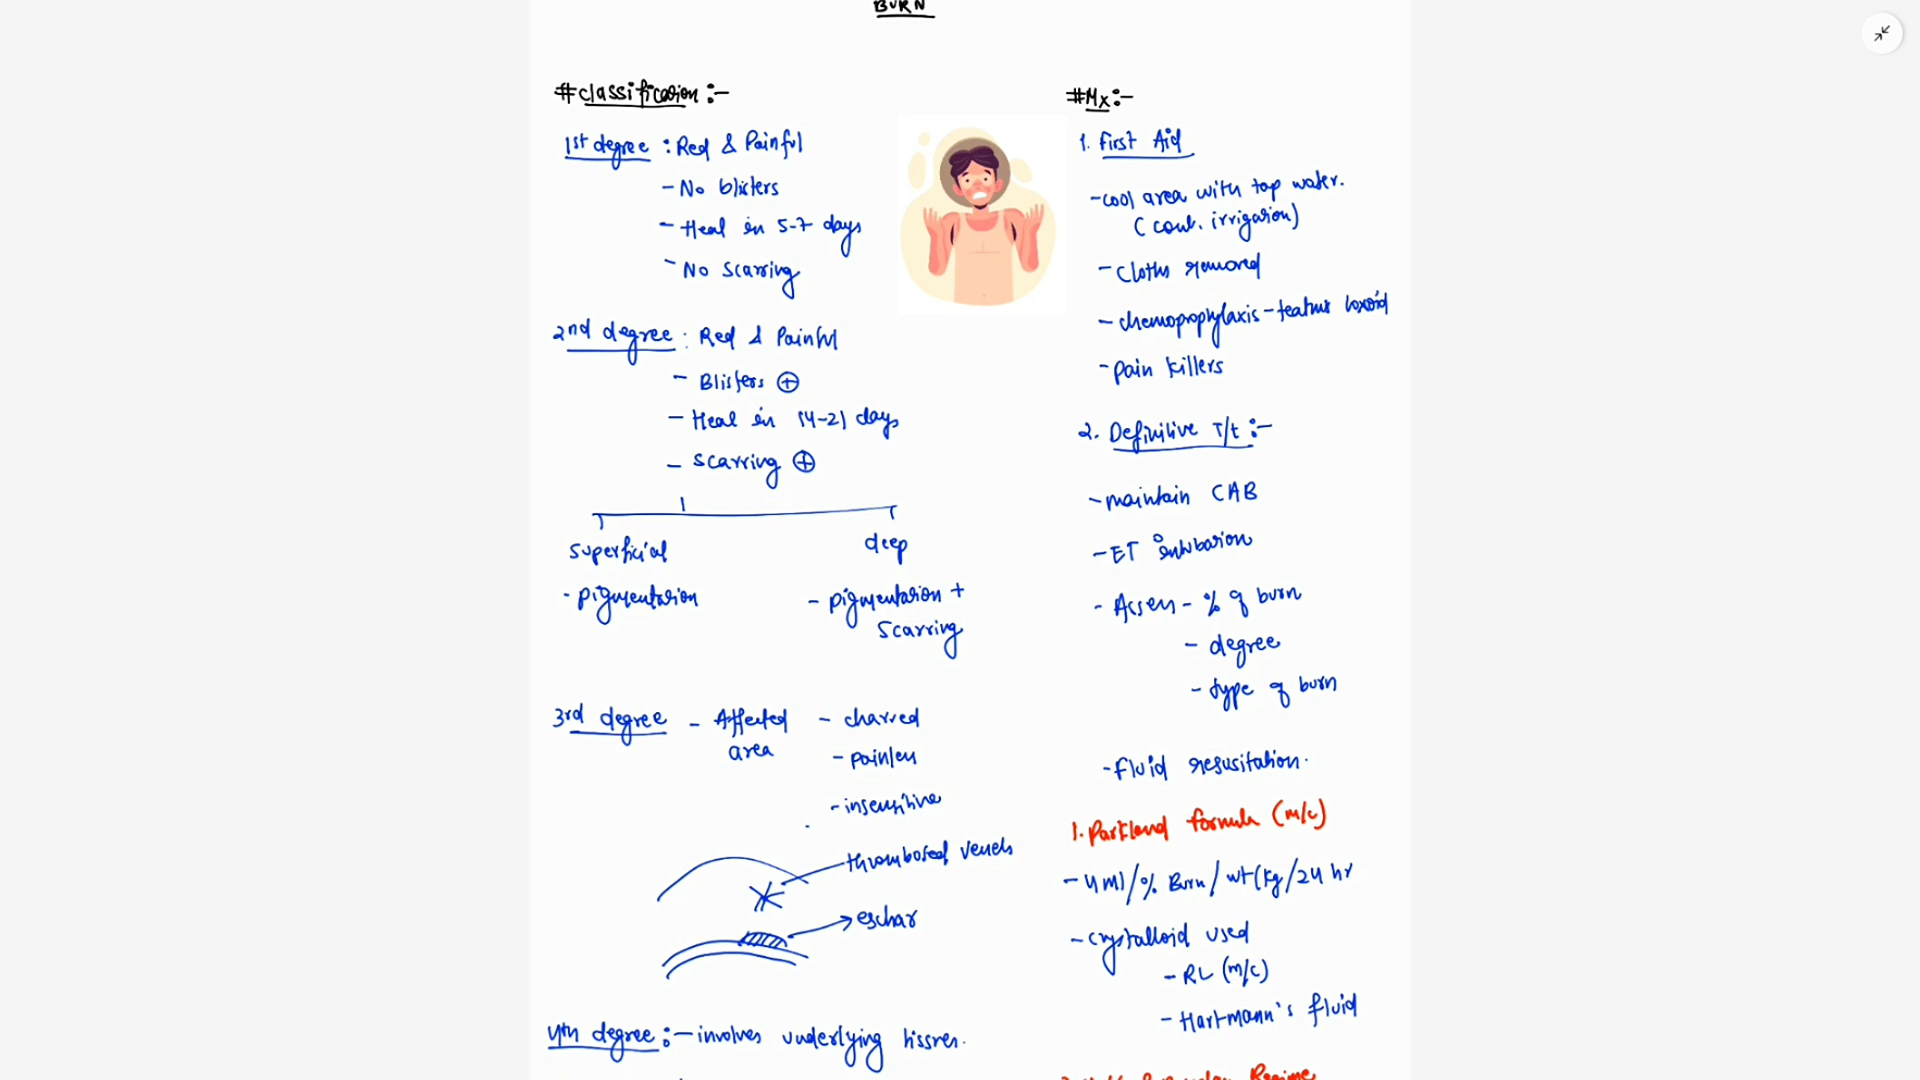 BURN
#classification :-
1st degree : Red & Painful
- No blisters
- Heal in 5-7 days
- No scarring
2nd degree : Red & Painful
- Blisters ⊕
- Heal in 14-21 days
- scarring ⊕
superficial
- pigmentation
deep
- pigmentation +
scarring
3rd degree - Affected area
- charred
- painless
- insensitive
thrombosed vessels
eschar
4th degree :- involves underlying tissues.
#Mx :-
1. First Aid
- cool area with tap water.
(cont. irrigation)
- cloths removed
- chemoprophylaxis - teatnus toxoid
- pain killers
2. Definitive T/t :-
- maintain CAB
- ET intubation
- Assess - % of burn
- degree
- type of burn
- fluid resusitation.
1. Parkland formula (m/c)
- 4ml/% Burn/wt(kg/24 hr
- crystalloid used
- RL (m/c)
- Hartmann's fluid
Regime